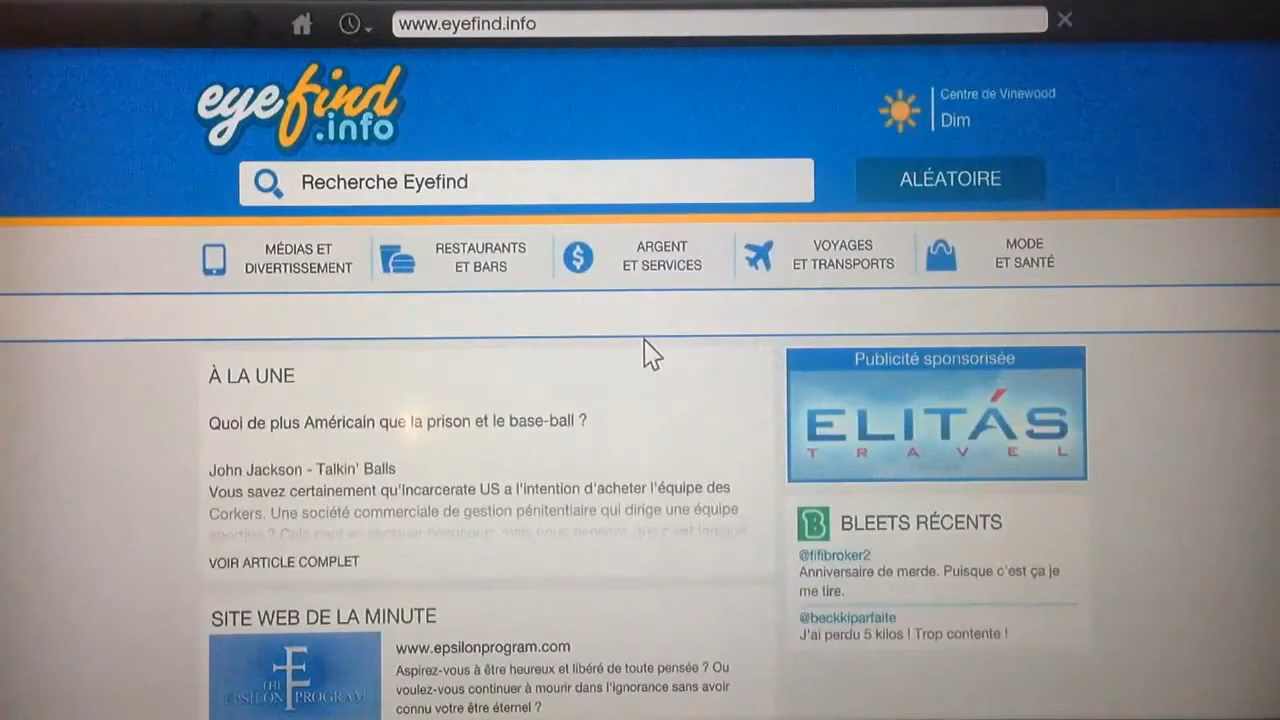 www.eyefind.info
eyefind
.info
Centre de Vinewood
Dim
Recherche Eyefind
ALÉATOIRE
MÉDIAS ET
DIVERTISSEMENT
RESTAURANTS
ET BARS
ARGENT
ET SERVICES
VOYAGES
ET TRANSPORTS
MODE
ET SANTÉ
À LA UNE
Quoi de plus Américain que la prison et le base-ball ?
John Jackson - Talkin' Balls
Vous savez certainement qu'Incarcerate US a l'intention d'acheter l'équipe des
Corkers. Une société commerciale de gestion pénitentiaire qui dirige une équipe
VOIR ARTICLE COMPLET
Publicité sponsorisée
ELITÁS
TRAVEL
BLEETS RÉCENTS
@fifibroker2
Anniversaire de merde. Puisque c'est ça je
me tire.
@beckkiparfaite
J'ai perdu 5 kilos ! Trop contente !
SITE WEB DE LA MINUTE
THE
EPSILON PROGRAM
www.epsilonprogram.com
Aspirez-vous à être heureux et libéré de toute pensée ? Ou
voulez-vous continuer à mourir dans l'ignorance sans avoir
connu votre être éternel ?